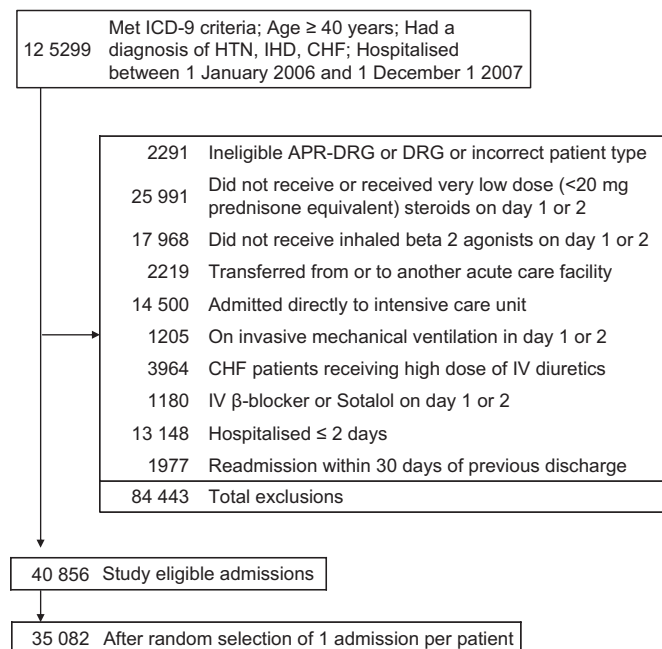 12 5299 Met ICD-9 criteria; Age ≥ 40 years; Had a
diagnosis of HTN, IHD, CHF; Hospitalised
between 1 January 2006 and 1 December 1 2007
2291 Ineligible APR-DRG or DRG or incorrect patient type
25 991 Did not receive or received very low dose (<20 mg
prednisone equivalent) steroids on day 1 or 2
17 968 Did not receive inhaled beta 2 agonists on day 1 or 2
2219 Transferred from or to another acute care facility
14 500 Admitted directly to intensive care unit
1205 On invasive mechanical ventilation in day 1 or 2
3964 CHF patients receiving high dose of IV diuretics
1180 IV β-blocker or Sotalol on day 1 or 2
13 148 Hospitalised ≤ 2 days
1977 Readmission within 30 days of previous discharge
84 443 Total exclusions
40 856 Study eligible admissions
35 082 After random selection of 1 admission per patient